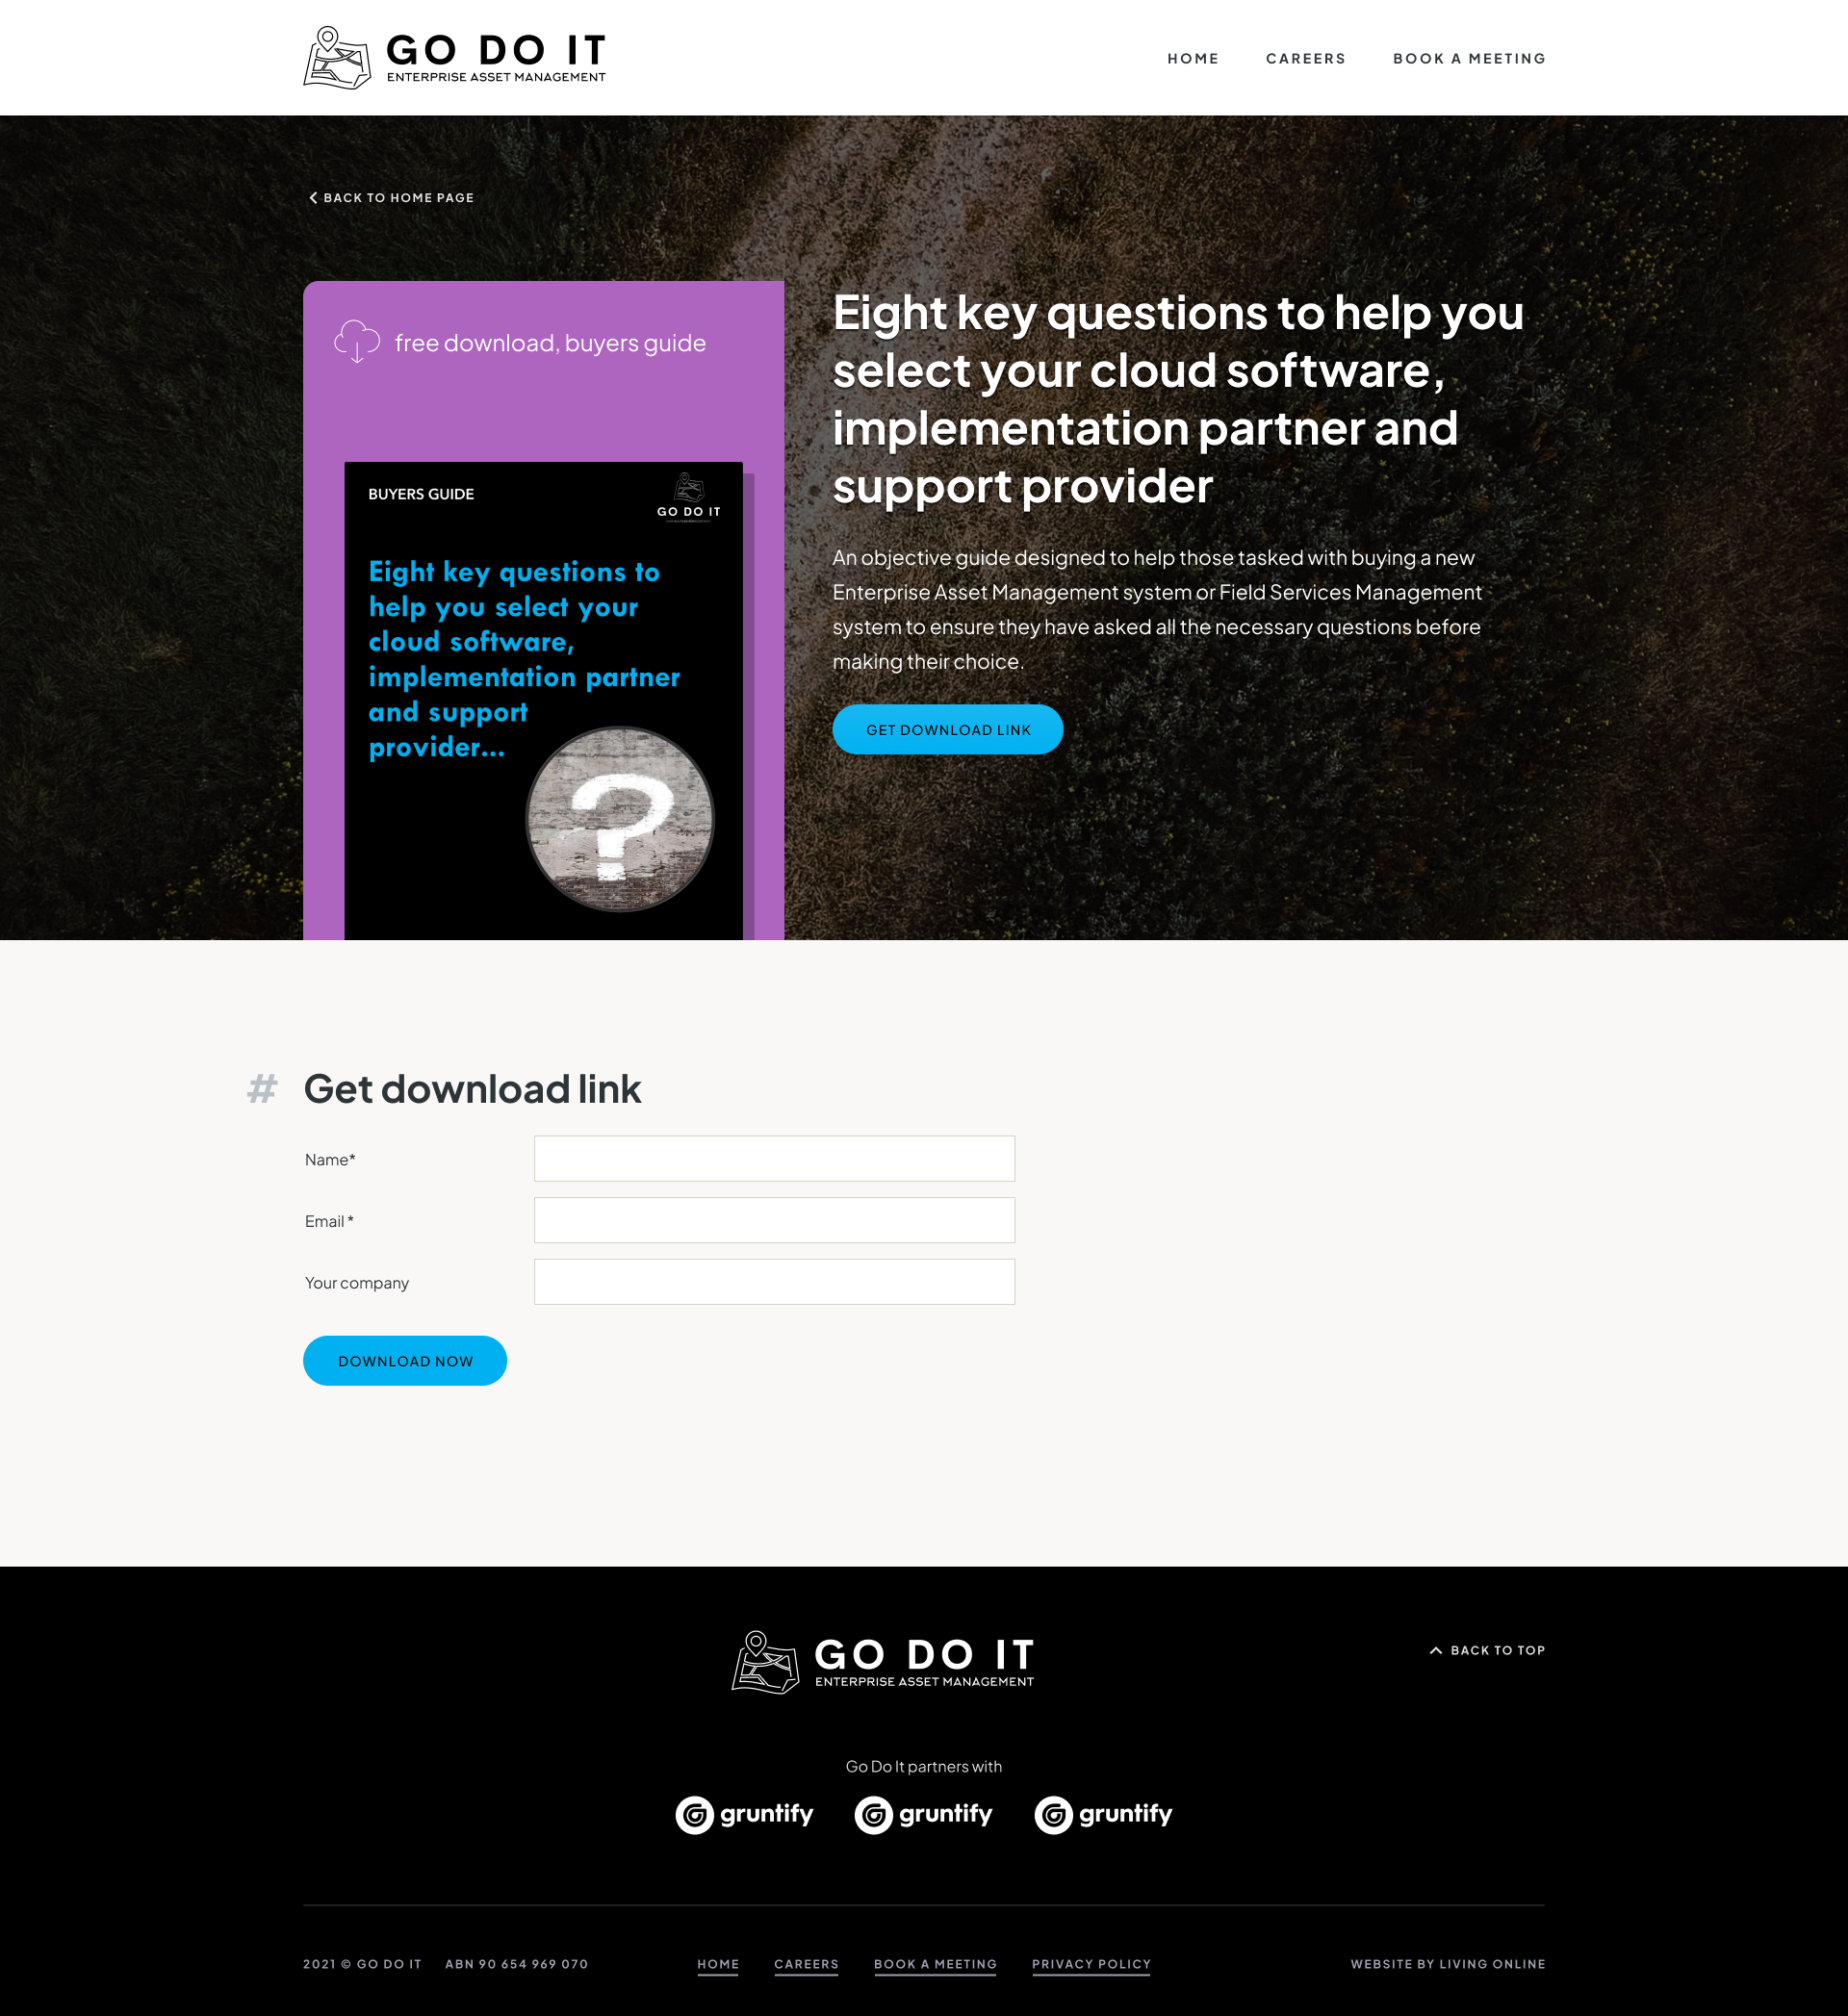 GO DO IT
ENTERPRISE ASSET MANAGEMENT
HOME CAREERS BOOK A MEETING
BACK TO HOME PAGE
free download, buyers guide
BUYERS GUIDE
GO DO IT
Eight key questions to
help you select your
cloud software,
implementation partner
and support
provider...
?
Eight key questions to help you
select your cloud software,
implementation partner and
support provider
An objective guide designed to help those tasked with buying a new
Enterprise Asset Management system or Field Services Management
system to ensure they have asked all the necessary questions before
making their choice.
GET DOWNLOAD LINK
# Get download link
Name*
Email *
Your company
DOWNLOAD NOW
GO DO IT
ENTERPRISE ASSET MANAGEMENT
BACK TO TOP
Go Do It partners with
gruntify gruntify gruntify
2021 © GO DO IT ABN 90 654 969 070 HOME CAREERS BOOK A MEETING PRIVACY POLICY WEBSITE BY LIVING ONLINE